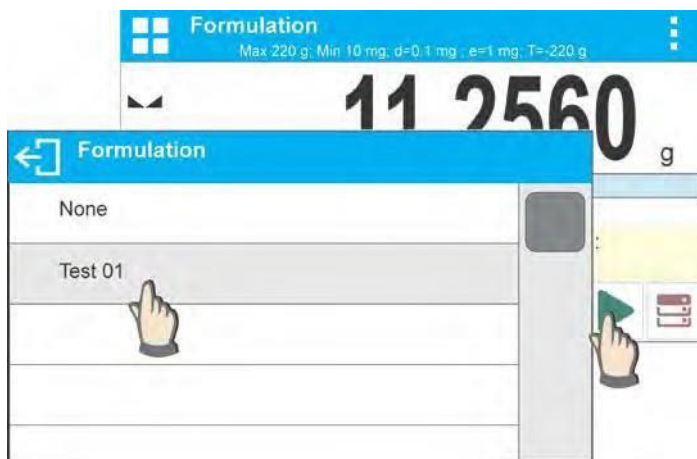 Formulation
Max 220 g; Min 10 mg; d=0.1 mg ; e=1 mg; T=-220 g
11.2560
g
Formulation
None
Test 01
: